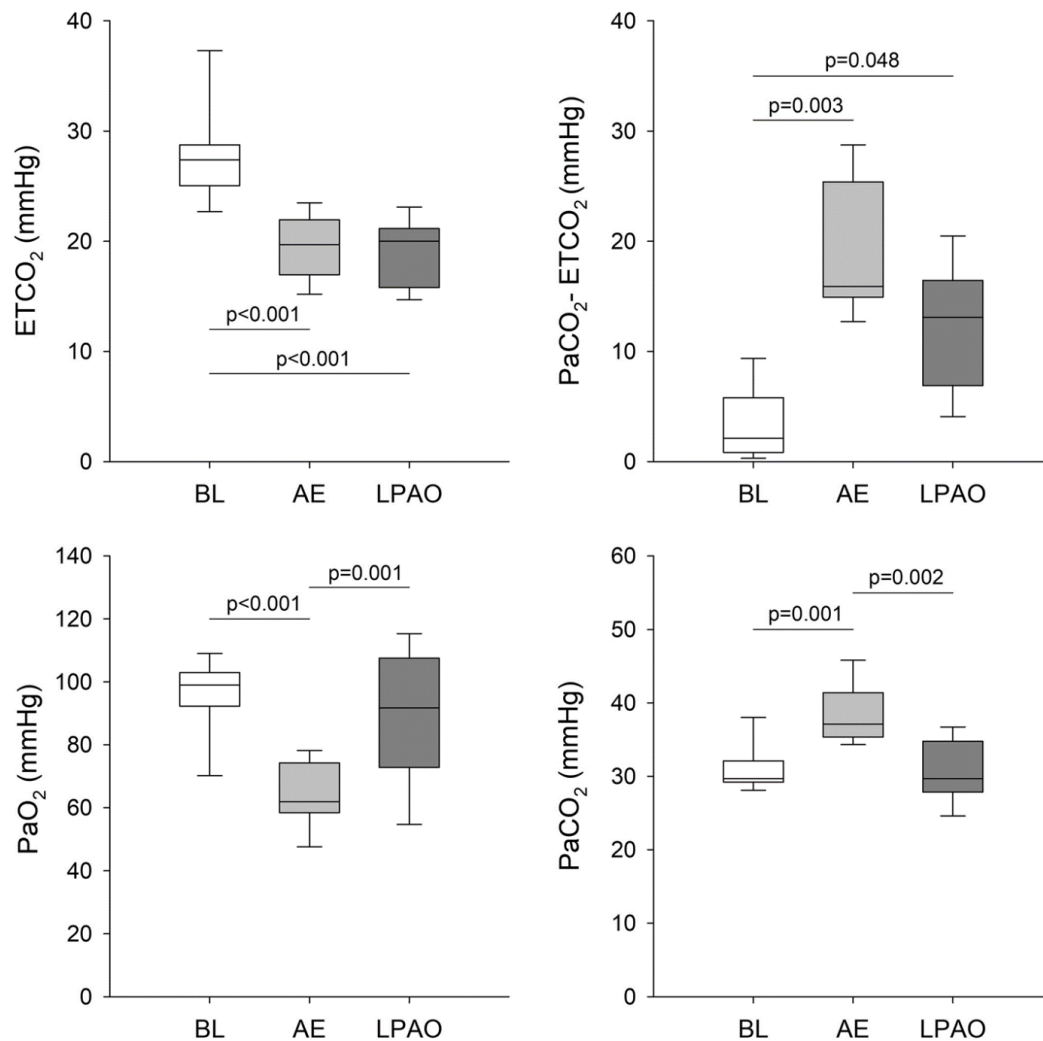 40
30
20
10
0
ETCO₂ (mmHg)
p<0.001
p<0.001
BL AE LPAO
40
30
20
10
0
PaCO₂- ETCO₂ (mmHg)
p=0.048
p=0.003
BL AE LPAO
140
120
100
80
60
40
20
0
PaO₂ (mmHg)
p=0.001
p<0.001
BL AE LPAO
60
50
40
30
20
10
0
PaCO₂ (mmHg)
p=0.002
p=0.001
BL AE LPAO